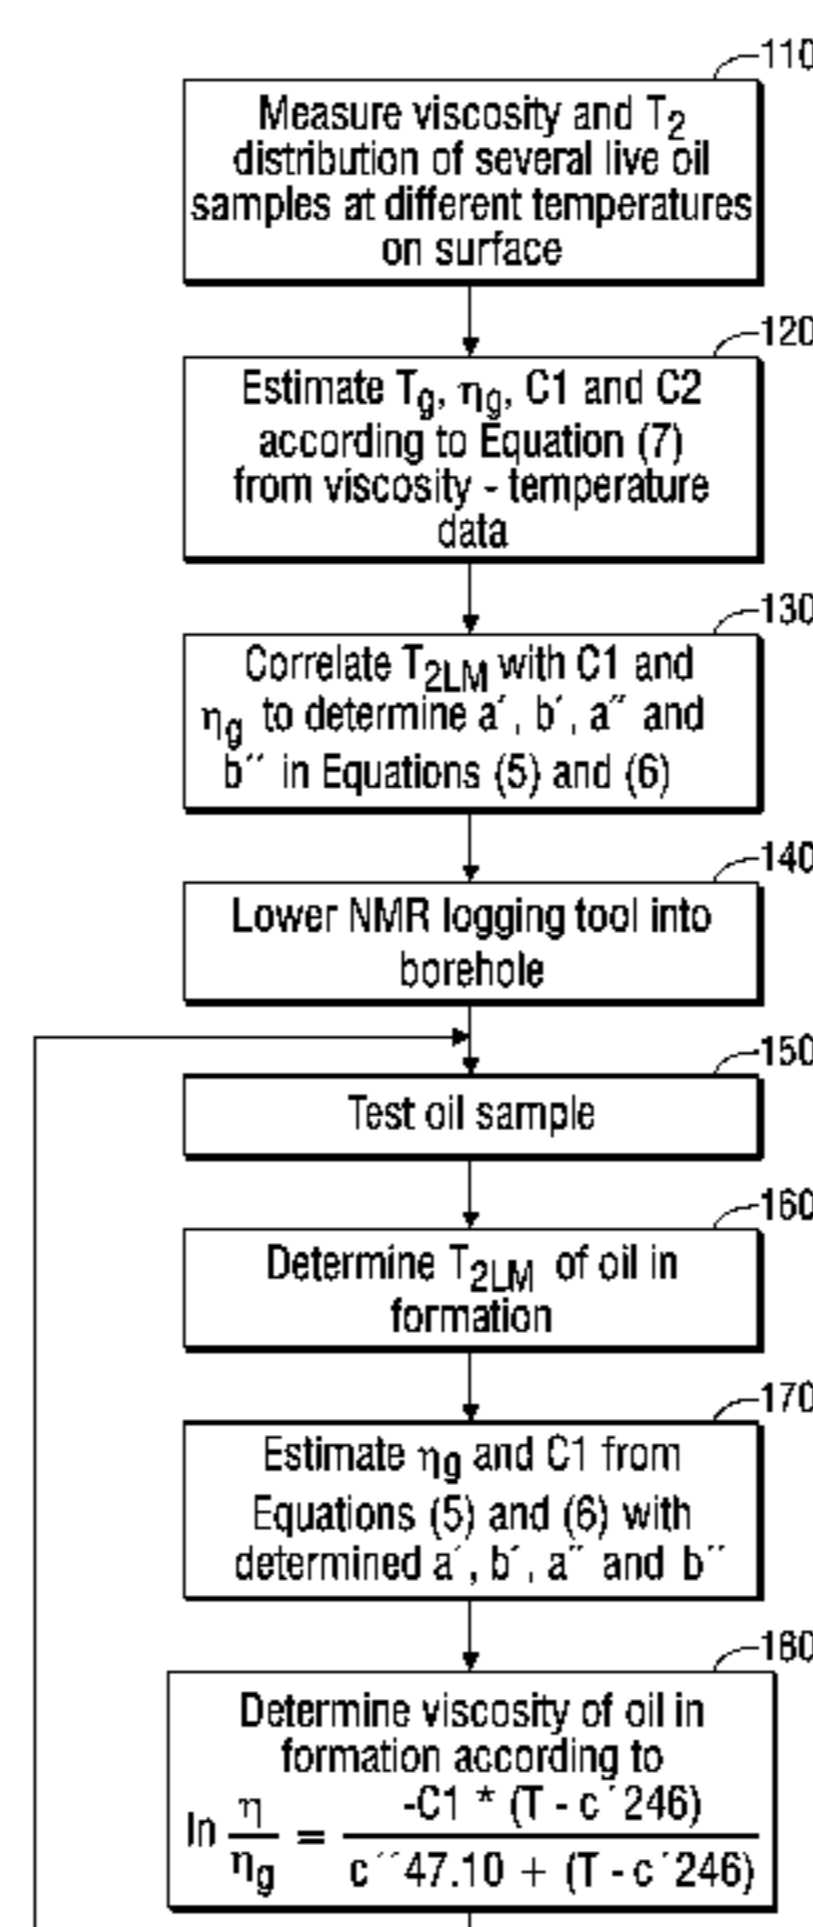 110
Measure viscosity and T2
distribution of several live oil
samples at different temperatures
on surface
120
Estimate Tg, ηg, C1 and C2
according to Equation (7)
from viscosity - temperature
data
130
Correlate T2LM with C1 and
ηg to determine a´, b´, a´´ and
b´´ in Equations (5) and (6)
140
Lower NMR logging tool into
borehole
150
Test oil sample
160
Determine T2LM of oil in
formation
170
Estimate ηg and C1 from
Equations (5) and (6) with
determined a´, b´, a´´ and b´´
180
Determine viscosity of oil in
formation according to
ln η/ηg = -C1 * (T - c´246) / c´´47.10 + (T - c´246)